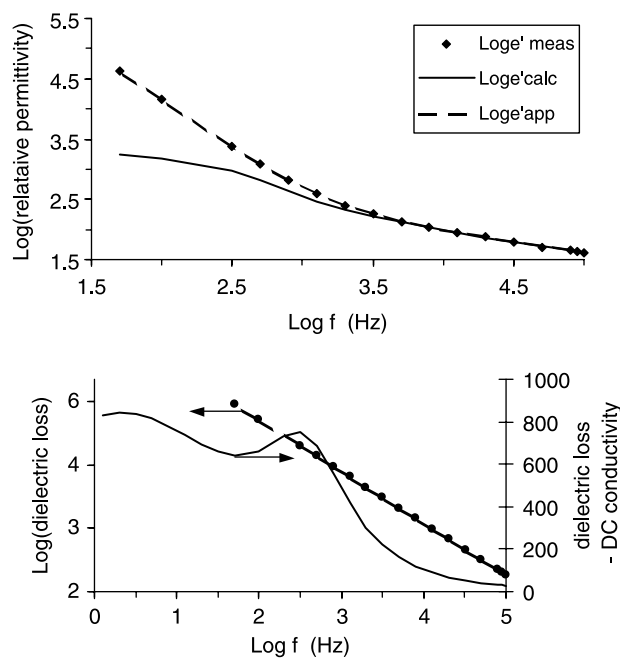 5.5
4.5
3.5
2.5
1.5
Log(relataive permittivity)
Loge' meas
Loge'calc
Loge'app
1.5 2.5 3.5 4.5
Log f (Hz)
6
5
4
3
2
Log(dielectric loss)
1000
800
600
400
200
0
dielectric loss
- DC conductivity
0 1 2 3 4 5
Log f (Hz)